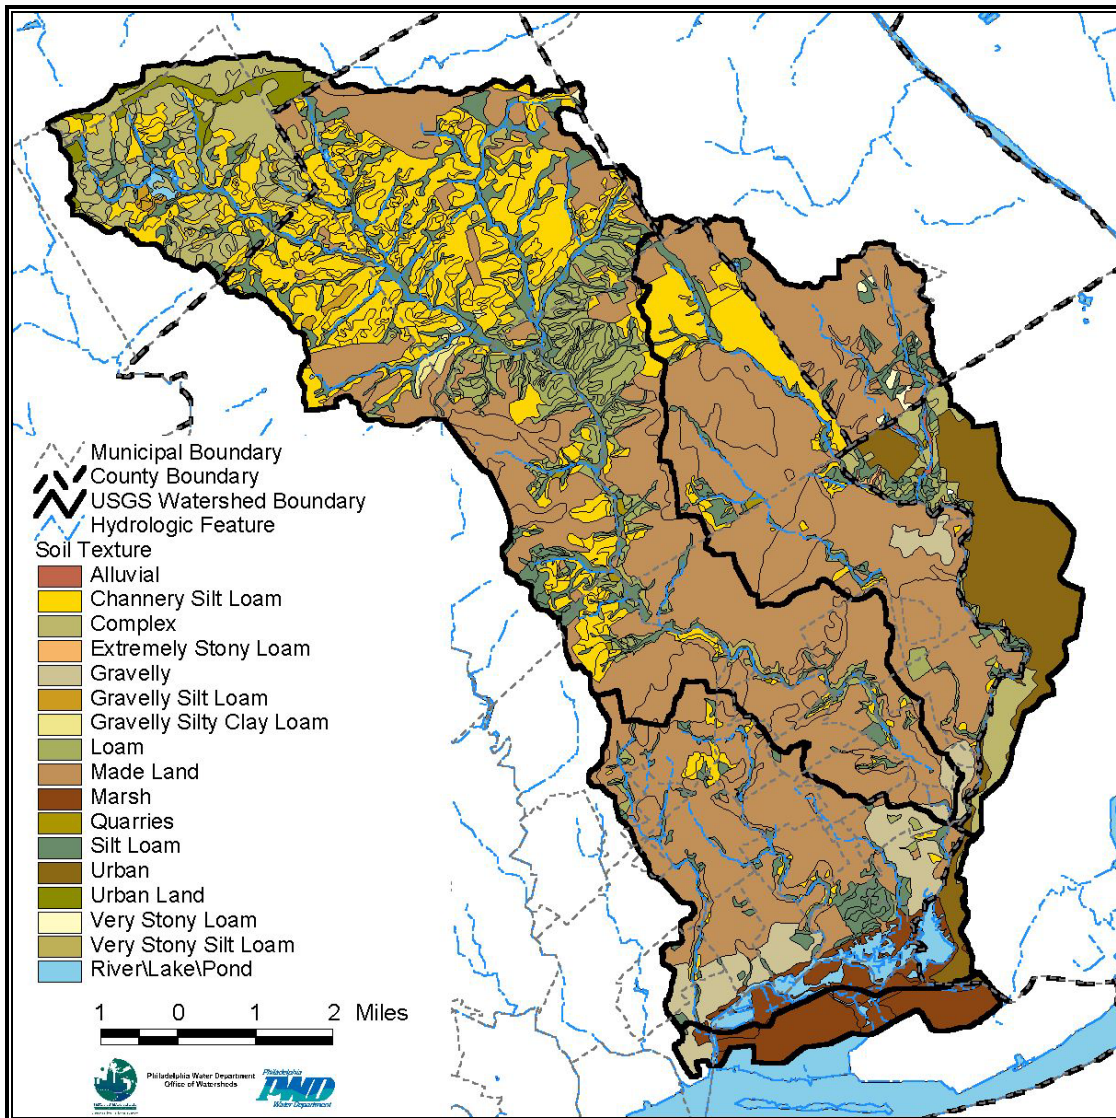 Municipal Boundary
County Boundary
USGS Watershed Boundary
Hydrologic Feature
Soil Texture
Alluvial
Channery Silt Loam
Complex
Extremely Stony Loam
Gravelly
Gravelly Silt Loam
Gravelly Silty Clay Loam
Loam
Made Land
Marsh
Quarries
Silt Loam
Urban
Urban Land
Very Stony Loam
Very Stony Silt Loam
River\Lake\Pond
1 0 1 2 Miles
Philadelphia Water Department
Office of Watersheds
Philadelphia
PWD
Water Department